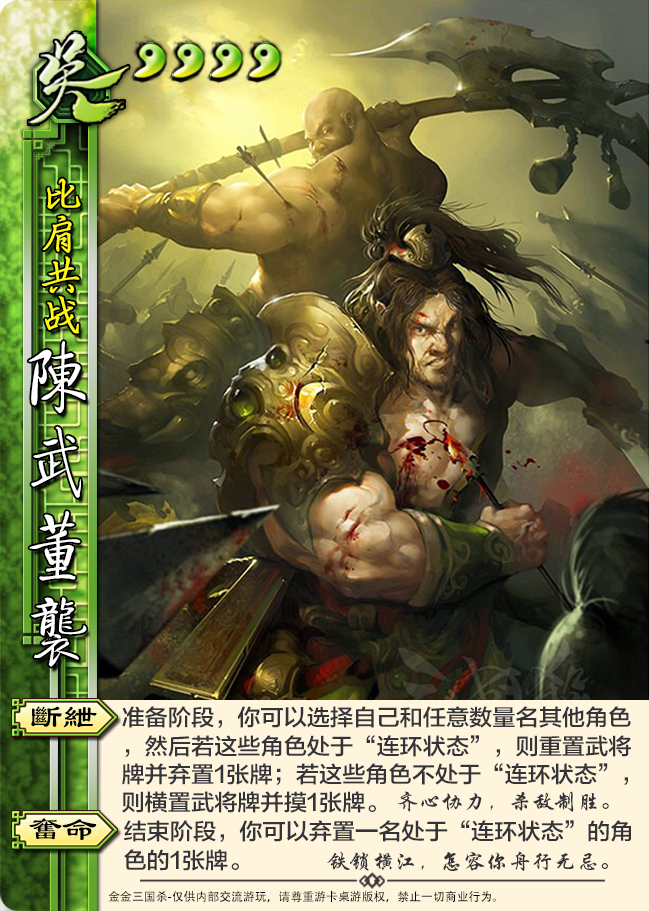 吴
比肩共战
陳武董襲
斷絏
准备阶段，你可以选择自己和任意数量名其他角色
，然后若这些角色处于“连环状态”，则重置武将
牌并弃置1张牌；若这些角色不处于“连环状态”，
则横置武将牌并摸1张牌。 齐心协力，杀敌制胜。
奮命
结束阶段，你可以弃置一名处于“连环状态”的角
色的1张牌。 铁锁横江，怎容你舟行无忌。
金金三国杀-仅供内部交流游玩，请尊重游卡桌游版权，禁止一切商业行为。